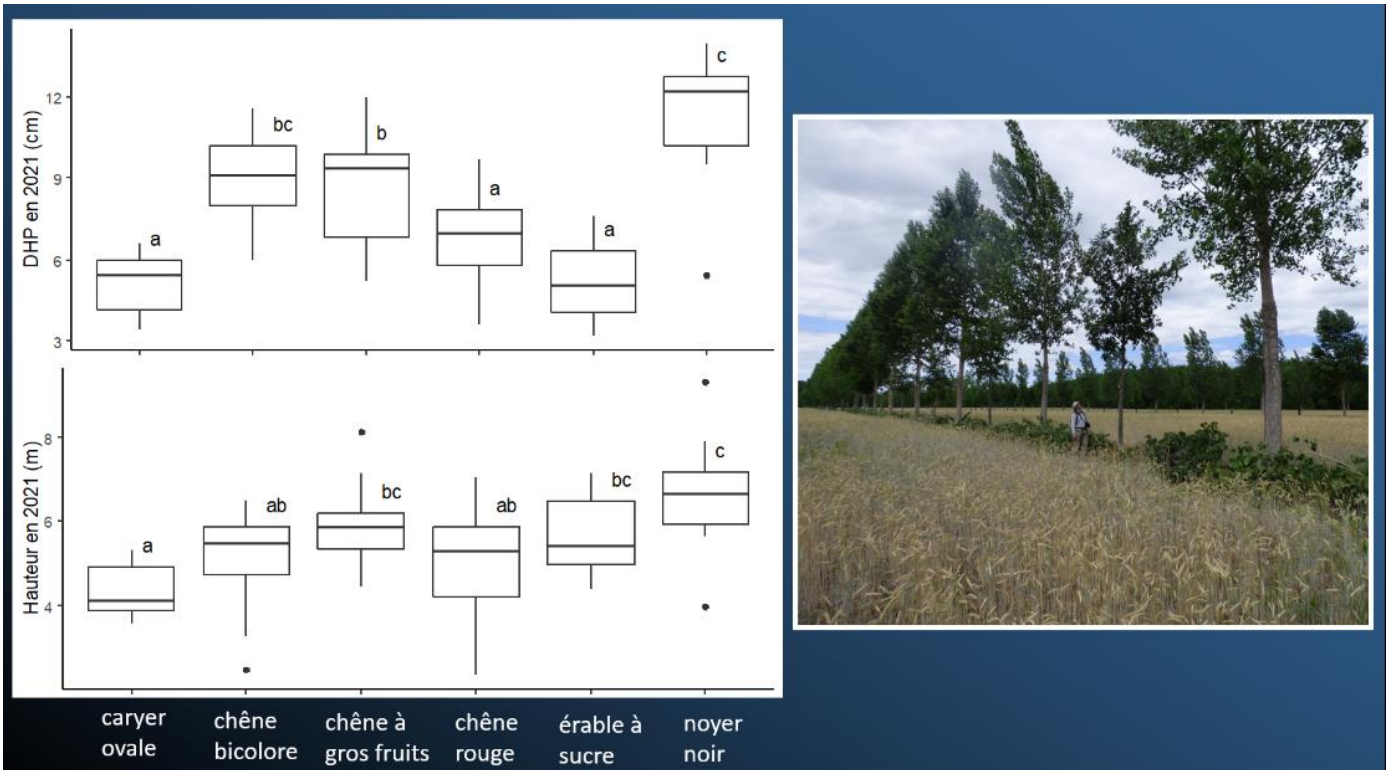 DHP en 2021 (cm)
12
9
6
3
a
bc
b
a
a
c
Hauteur en 2021 (m)
8
6
4
a
ab
bc
ab
bc
c
caryer
ovale
chêne
bicolore
chêne à
gros fruits
chêne
rouge
érable à
sucre
noyer
noir